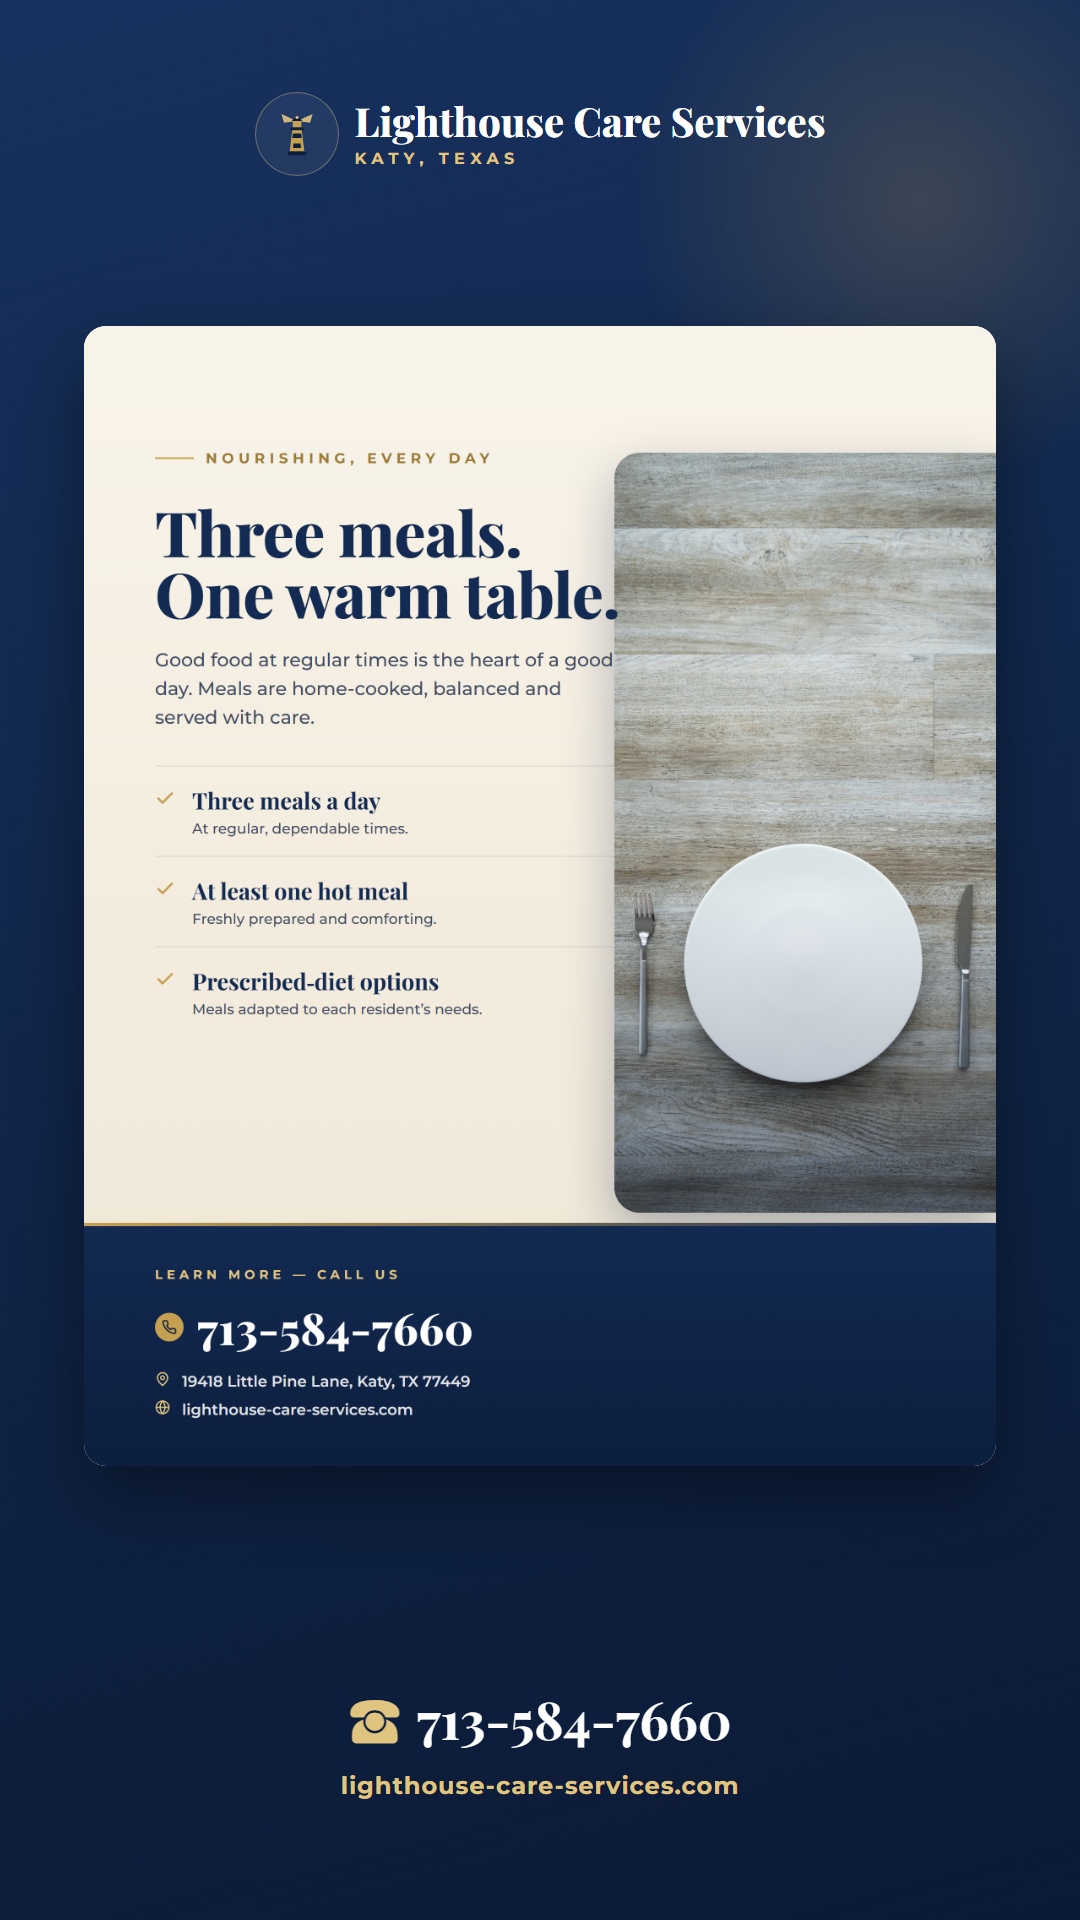 Lighthouse Care Services
KATY, TEXAS
NOURISHING, EVERY DAY
Three meals.
One warm table.
Good food at regular times is the heart of a good
day. Meals are home-cooked, balanced and
served with care.
Three meals a day
At regular, dependable times.
At least one hot meal
Freshly prepared and comforting.
Prescribed-diet options
Meals adapted to each resident’s needs.
LEARN MORE — CALL US
713-584-7660
19418 Little Pine Lane, Katy, TX 77449
lighthouse-care-services.com
713-584-7660
lighthouse-care-services.com